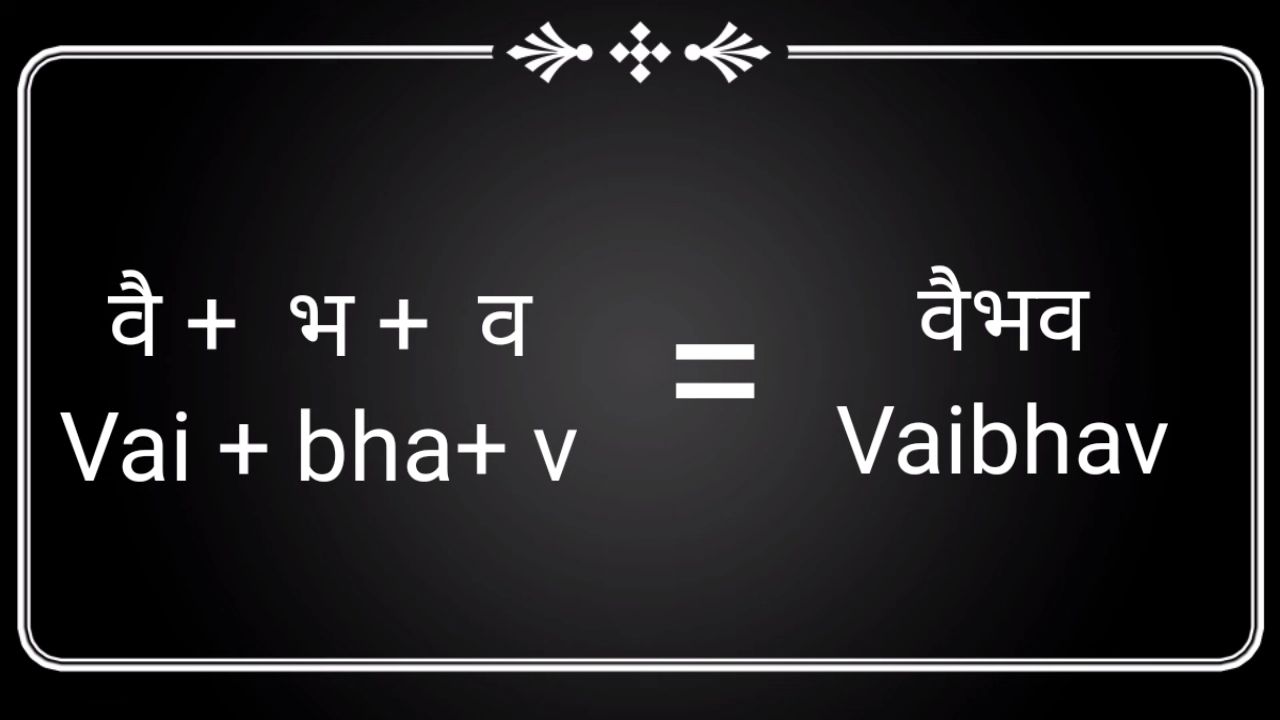 वै + भ + व = वैभव
Vai + bha+ v Vaibhav